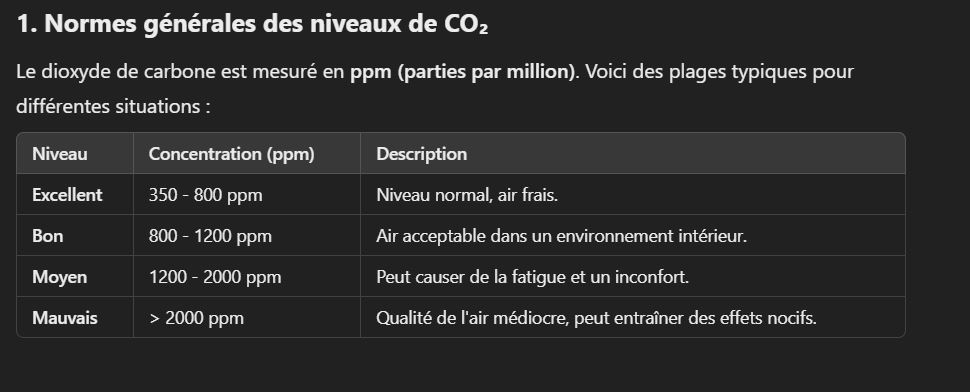 1. Normes générales des niveaux de CO₂
Le dioxyde de carbone est mesuré en ppm (parties par million). Voici des plages typiques pour
différentes situations :
Niveau Concentration (ppm) Description
Excellent 350 - 800 ppm Niveau normal, air frais.
Bon 800 - 1200 ppm Air acceptable dans un environnement intérieur.
Moyen 1200 - 2000 ppm Peut causer de la fatigue et un inconfort.
Mauvais > 2000 ppm Qualité de l'air médiocre, peut entraîner des effets nocifs.